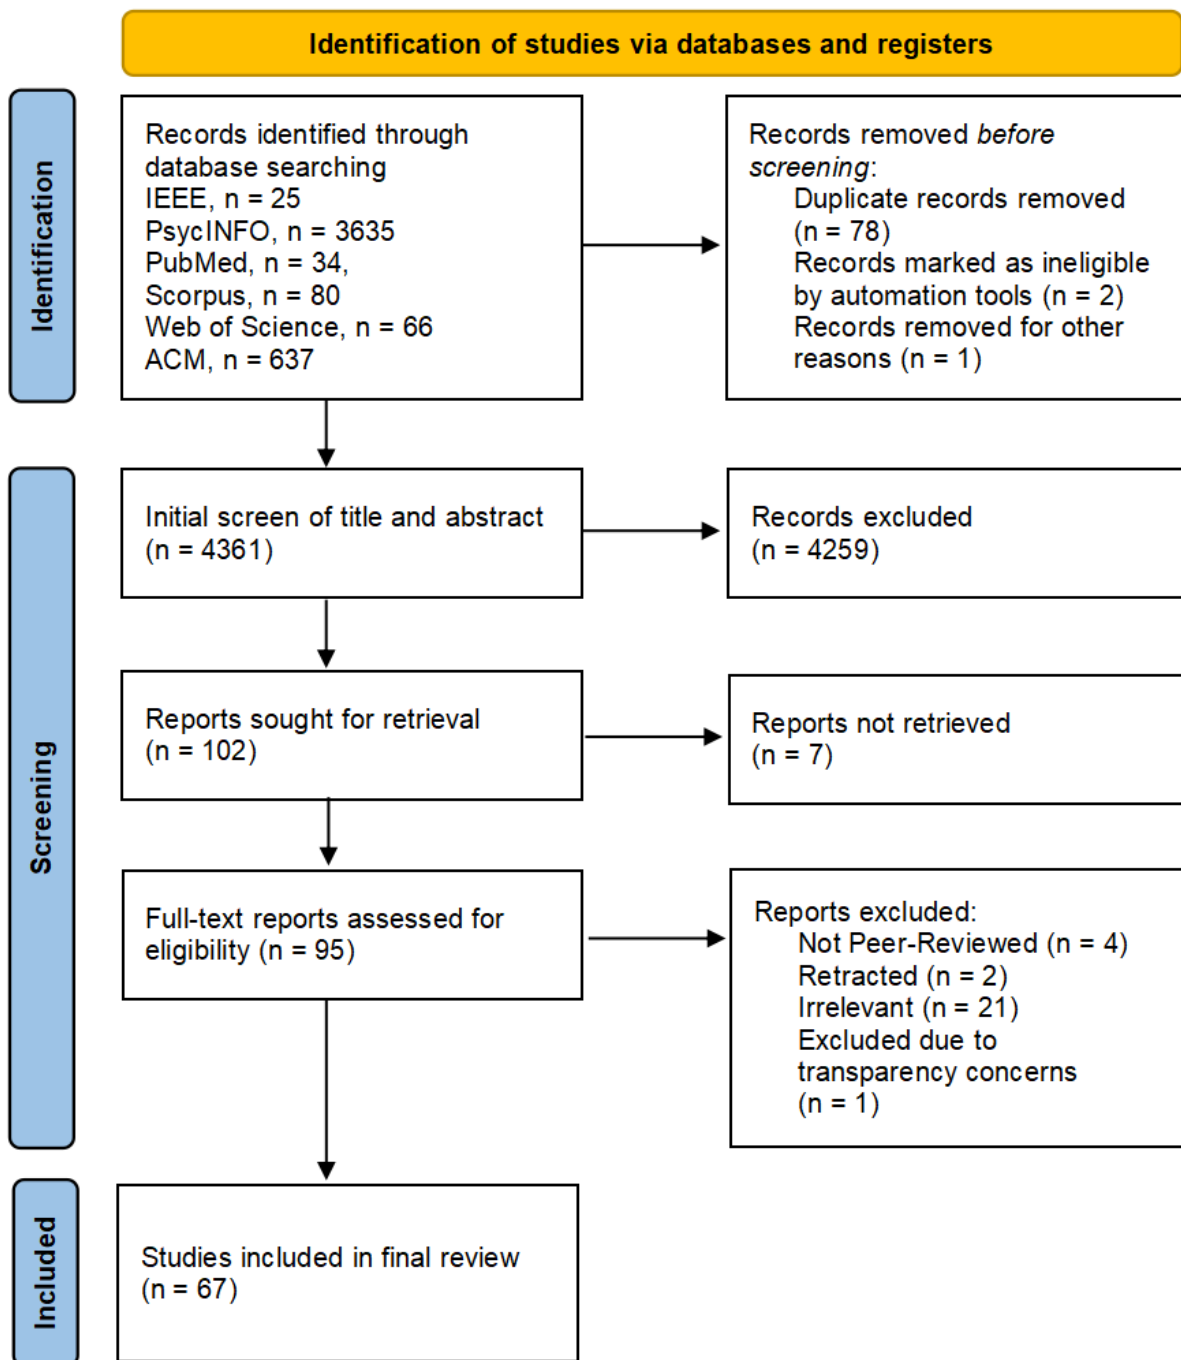 Identification of studies via databases and registers
Identification
Records identified through
database searching
IEEE, n = 25
PsycINFO, n = 3635
PubMed, n = 34,
Scorpus, n = 80
Web of Science, n = 66
ACM, n = 637
Records removed before
screening:
Duplicate records removed
(n = 78)
Records marked as ineligible
by automation tools (n = 2)
Records removed for other
reasons (n = 1)
Screening
Initial screen of title and abstract
(n = 4361)
Records excluded
(n = 4259)
Reports sought for retrieval
(n = 102)
Reports not retrieved
(n = 7)
Full-text reports assessed for
eligibility (n = 95)
Reports excluded:
Not Peer-Reviewed (n = 4)
Retracted (n = 2)
Irrelevant (n = 21)
Excluded due to
transparency concerns
(n = 1)
Included
Studies included in final review
(n = 67)